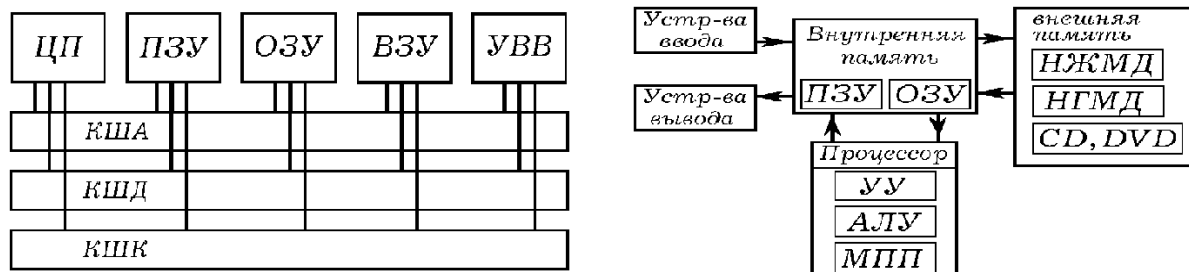 ЦП
ПЗУ
ОЗУ
ВЗУ
УВВ
КША
КШД
КШК
Устр-ва
ввода
Устр-ва
вывода
Внутренняя
память
ПЗУ
ОЗУ
внешняя
память
НЖМД
НГМД
CD, DVD
Процессор
УУ
АЛУ
МПП